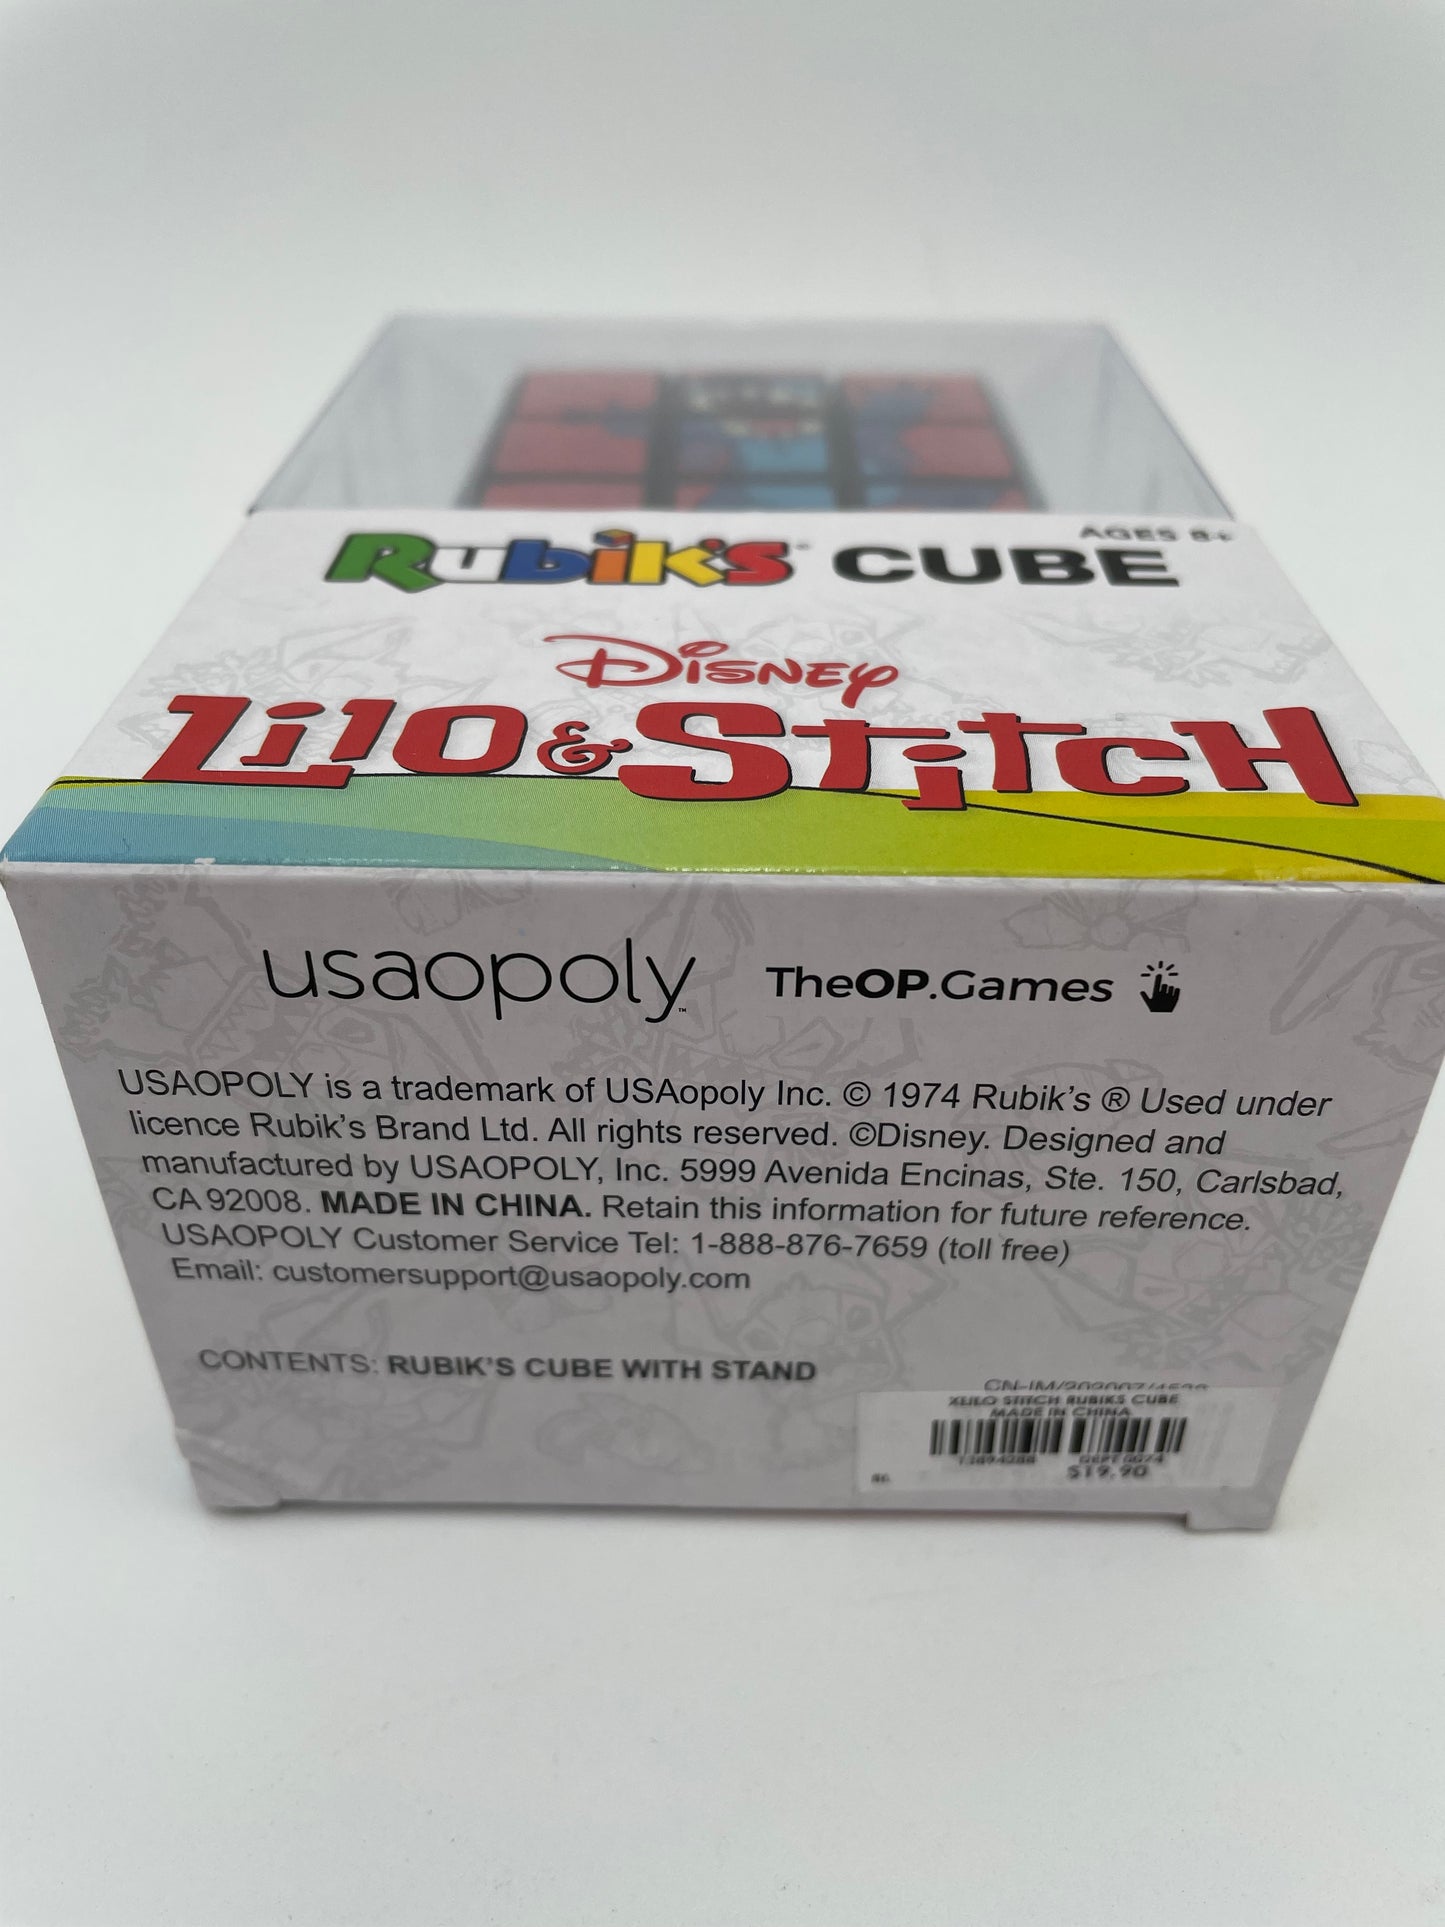 AGES 8+
Rubik's CUBE
Disney
Lilo & Stitch
usaopoly™ TheOP.Games
USAOPOLY is a trademark of USAopoly Inc. © 1974 Rubik's ® Used under
licence Rubik's Brand Ltd. All rights reserved. ©Disney. Designed and
manufactured by USAOPOLY, Inc. 5999 Avenida Encinas, Ste. 150, Carlsbad,
CA 92008. MADE IN CHINA. Retain this information for future reference.
USAOPOLY Customer Service Tel: 1-888-876-7659 (toll free)
Email: customersupport@usaopoly.com
CONTENTS: RUBIK'S CUBE WITH STAND
STITCH RUBIKS CUBE
MADE IN CHINA
$19.90